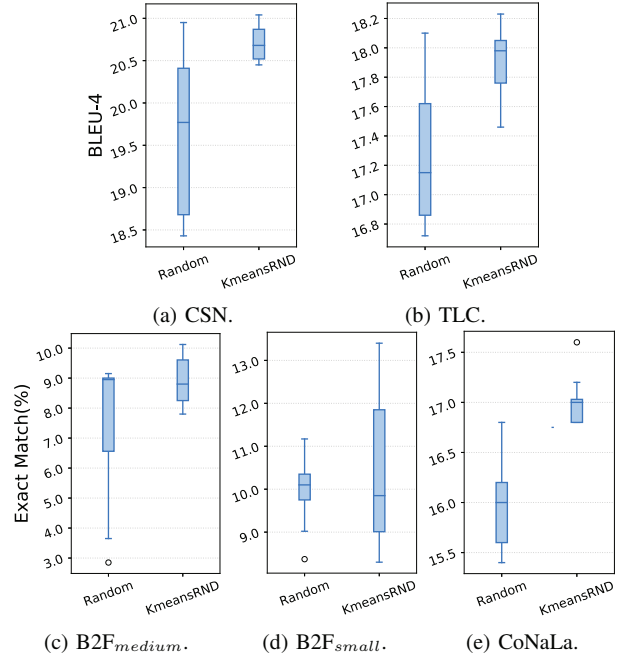 BLEU-4
21.0
20.5
20.0
19.5
19.0
18.5
Random
KmeansRND
(a) CSN.
18.2
18.0
17.8
17.6
17.4
17.2
17.0
16.8
Random
KmeansRND
(b) TLC.
Exact Match(%)
10.0
9.0
8.0
7.0
6.0
5.0
4.0
3.0
Random
KmeansRND
(c) B2Fmedium.
13.0
12.0
11.0
10.0
9.0
Random
KmeansRND
(d) B2Fsmall.
17.5
17.0
16.5
16.0
15.5
Random
KmeansRND
(e) CoNaLa.